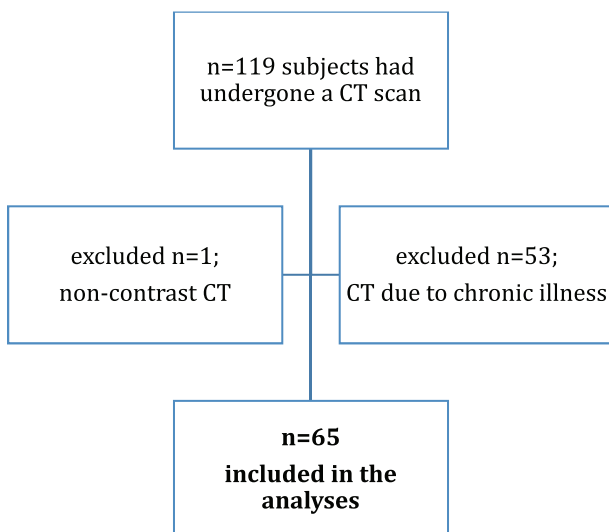 n=119 subjects had
undergone a CT scan
excluded n=1;
non-contrast CT
excluded n=53;
CT due to chronic illness
n=65
included in the
analyses